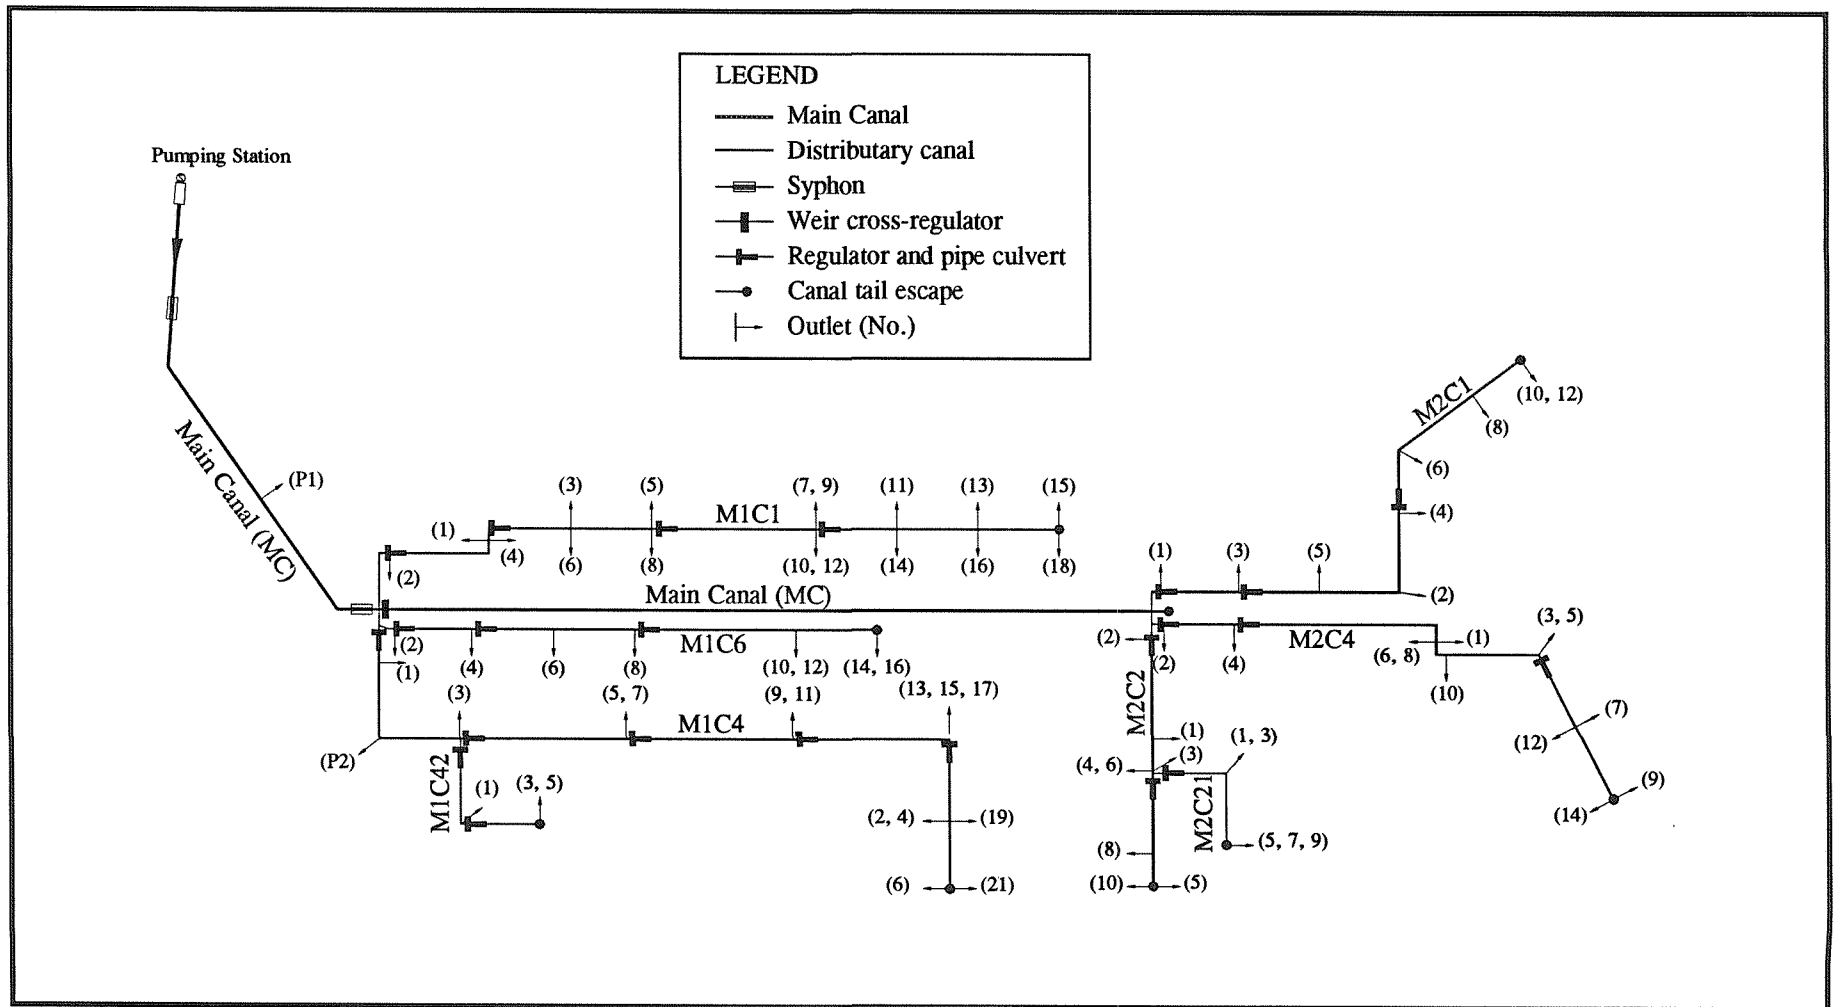 LEGEND
Main Canal
Distributary canal
Syphon
Weir cross-regulator
Regulator and pipe culvert
Canal tail escape
Outlet (No.)
Pumping Station
Main Canal (MC)
(P1)
(3)
(5)
(7, 9)
(11)
(13)
(15)
M1C1
(1)
(4)
(2)
(6)
(8)
(10, 12)
(14)
(16)
(18)
Main Canal (MC)
(2)
(4)
(6)
(8)
M1C6
(10, 12)
(14, 16)
(1)
(3)
(5, 7)
M1C4
(9, 11)
(13, 15, 17)
(P2)
M1C42
(1)
(3, 5)
(2, 4)
(19)
(6)
(21)
M2C1
(10, 12)
(8)
(6)
(4)
(1)
(3)
(5)
(2)
(2)
(2)
(4)
M2C4
(6, 8)
(1)
(3, 5)
(10)
(7)
(12)
(9)
(14)
M2C2
(1)
(3)
(1, 3)
(4, 6)
M2C21
(5, 7, 9)
(8)
(10)
(5)